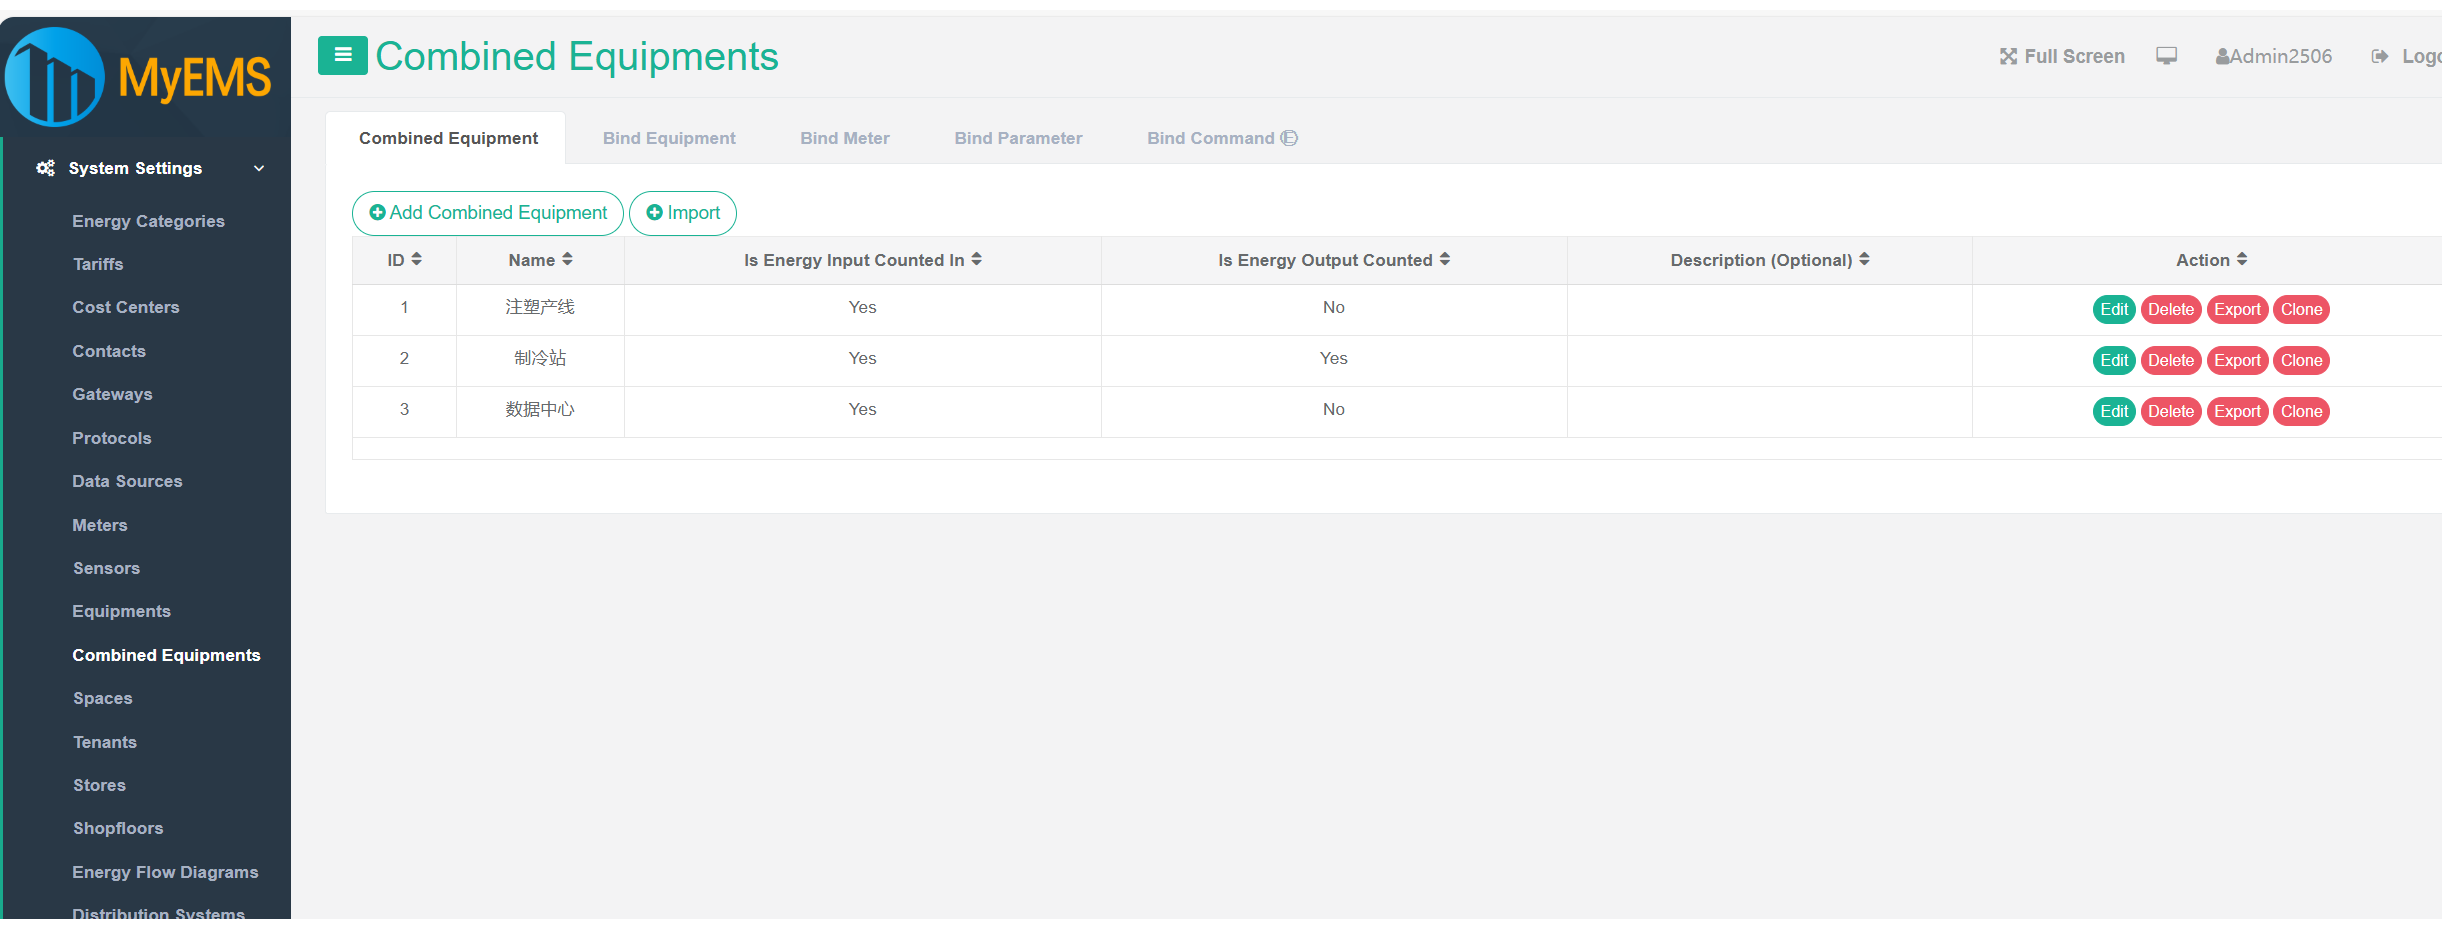 MyEMS
Combined Equipments
Full Screen
Admin2506
System Settings
Energy Categories
Tariffs
Cost Centers
Contacts
Gateways
Protocols
Data Sources
Meters
Sensors
Equipments
Combined Equipments
Spaces
Tenants
Stores
Shopfloors
Energy Flow Diagrams
Distribution Systems
Combined Equipment Bind Equipment Bind Meter Bind Parameter Bind Command Ⓔ
Add Combined Equipment Import
ID Name Is Energy Input Counted In Is Energy Output Counted Description (Optional) Action
1 注塑产线 Yes No Edit Delete Export Clone
2 制冷站 Yes Yes Edit Delete Export Clone
3 数据中心 Yes No Edit Delete Export Clone